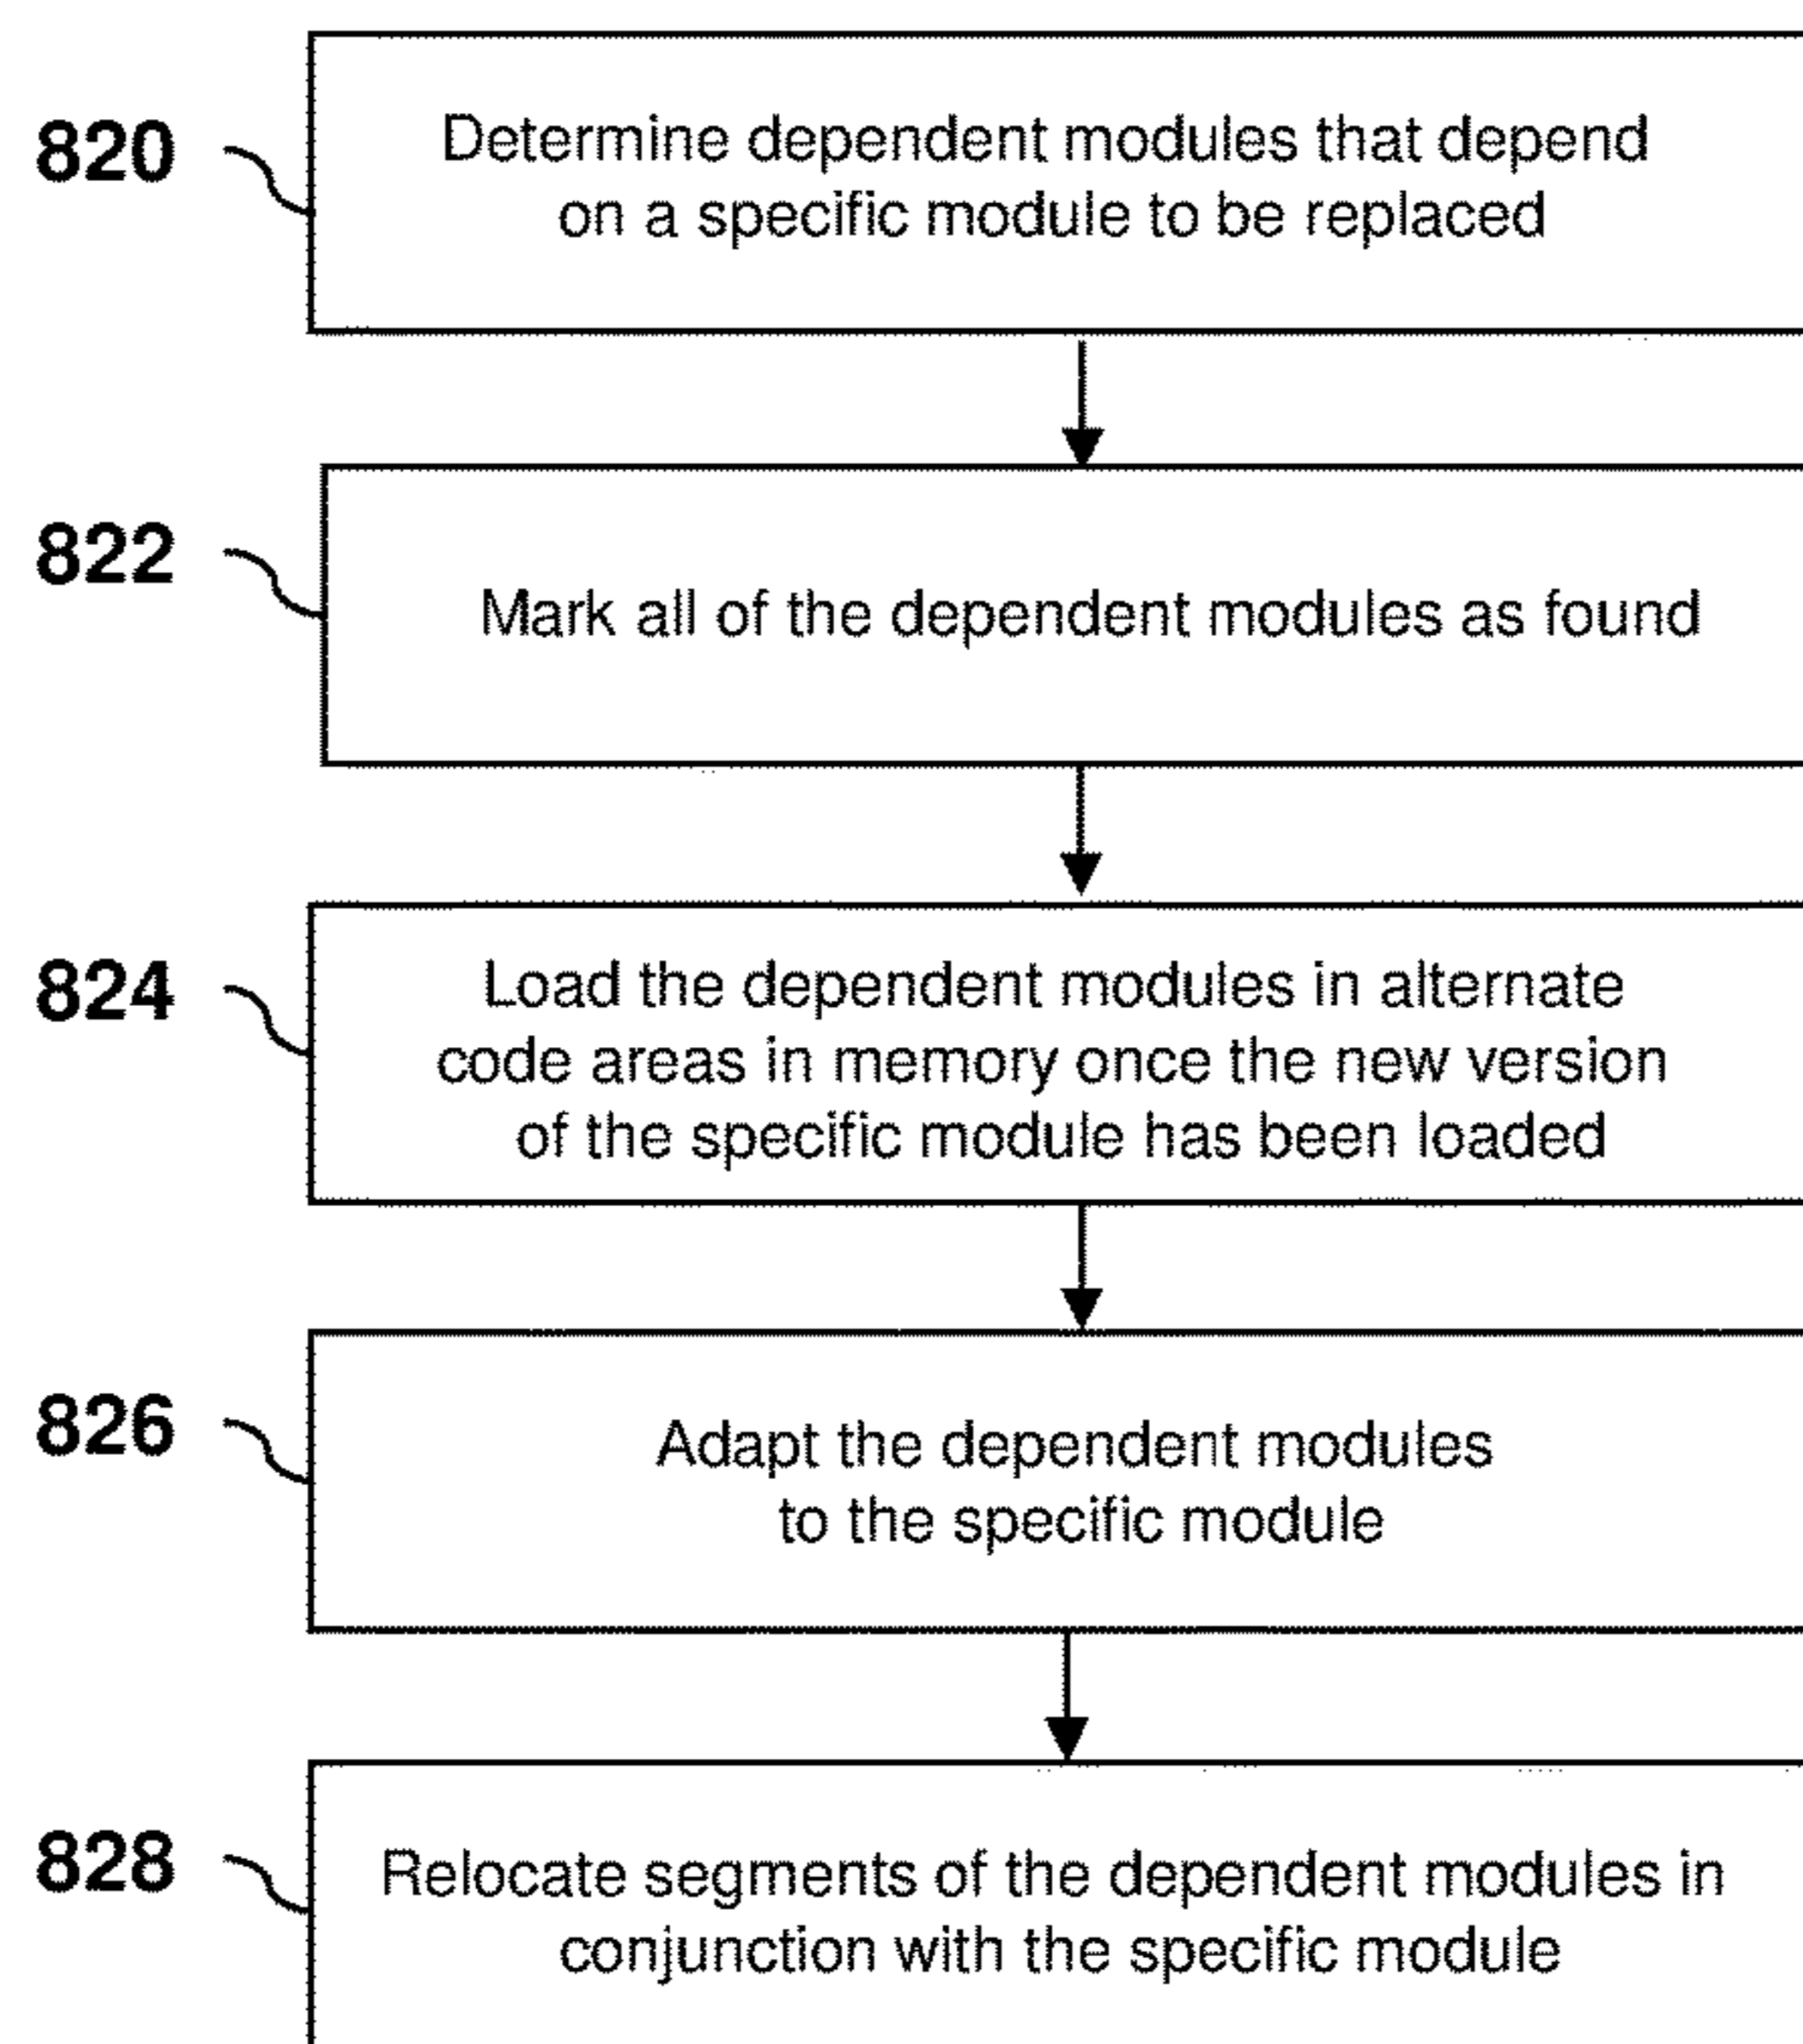 820
Determine dependent modules that depend
on a specific module to be replaced
822
Mark all of the dependent modules as found
824
Load the dependent modules in alternate
code areas in memory once the new version
of the specific module has been loaded
826
Adapt the dependent modules
to the specific module
828
Relocate segments of the dependent modules in
conjunction with the specific module